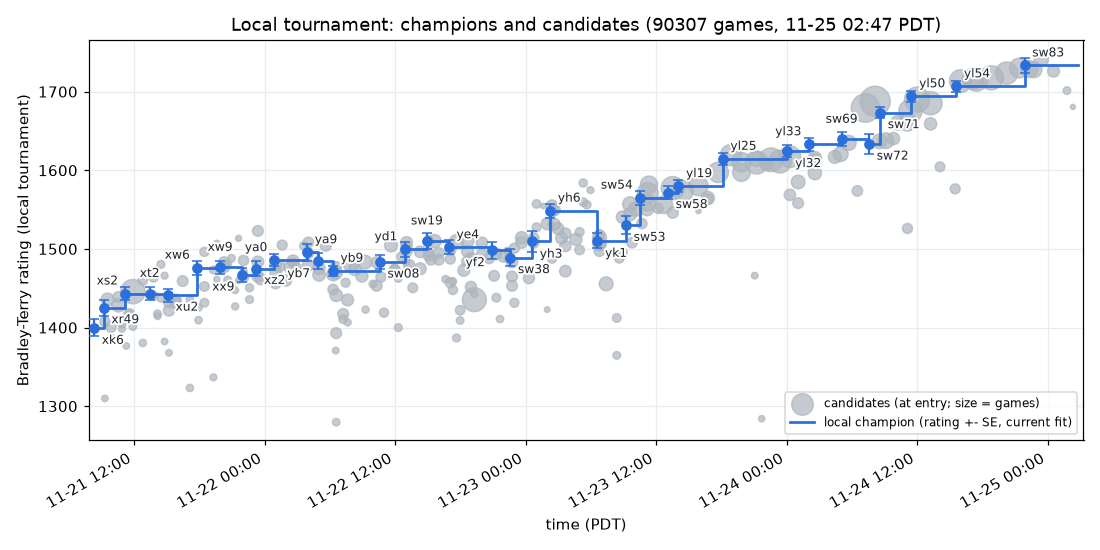 Local tournament: champions and candidates (90307 games, 11-25 02:47 PDT)
Bradley-Terry rating (local tournament)
1700
1600
1500
1400
1300
xk6
xr49
xs2
xt2
xu2
xw6
xw9
xx9
ya0
xz2
yb7
ya9
yb9
yd1
sw08
sw19
ye4
yf2
sw38
yh3
yh6
yk1
sw53
sw54
sw58
yl19
yl25
yl33
yl32
sw69
sw72
sw71
yl50
yl54
sw83
candidates (at entry; size = games)
local champion (rating +- SE, current fit)
11-21 12:00
11-22 00:00
11-22 12:00
11-23 00:00
11-23 12:00
11-24 00:00
11-24 12:00
11-25 00:00
time (PDT)